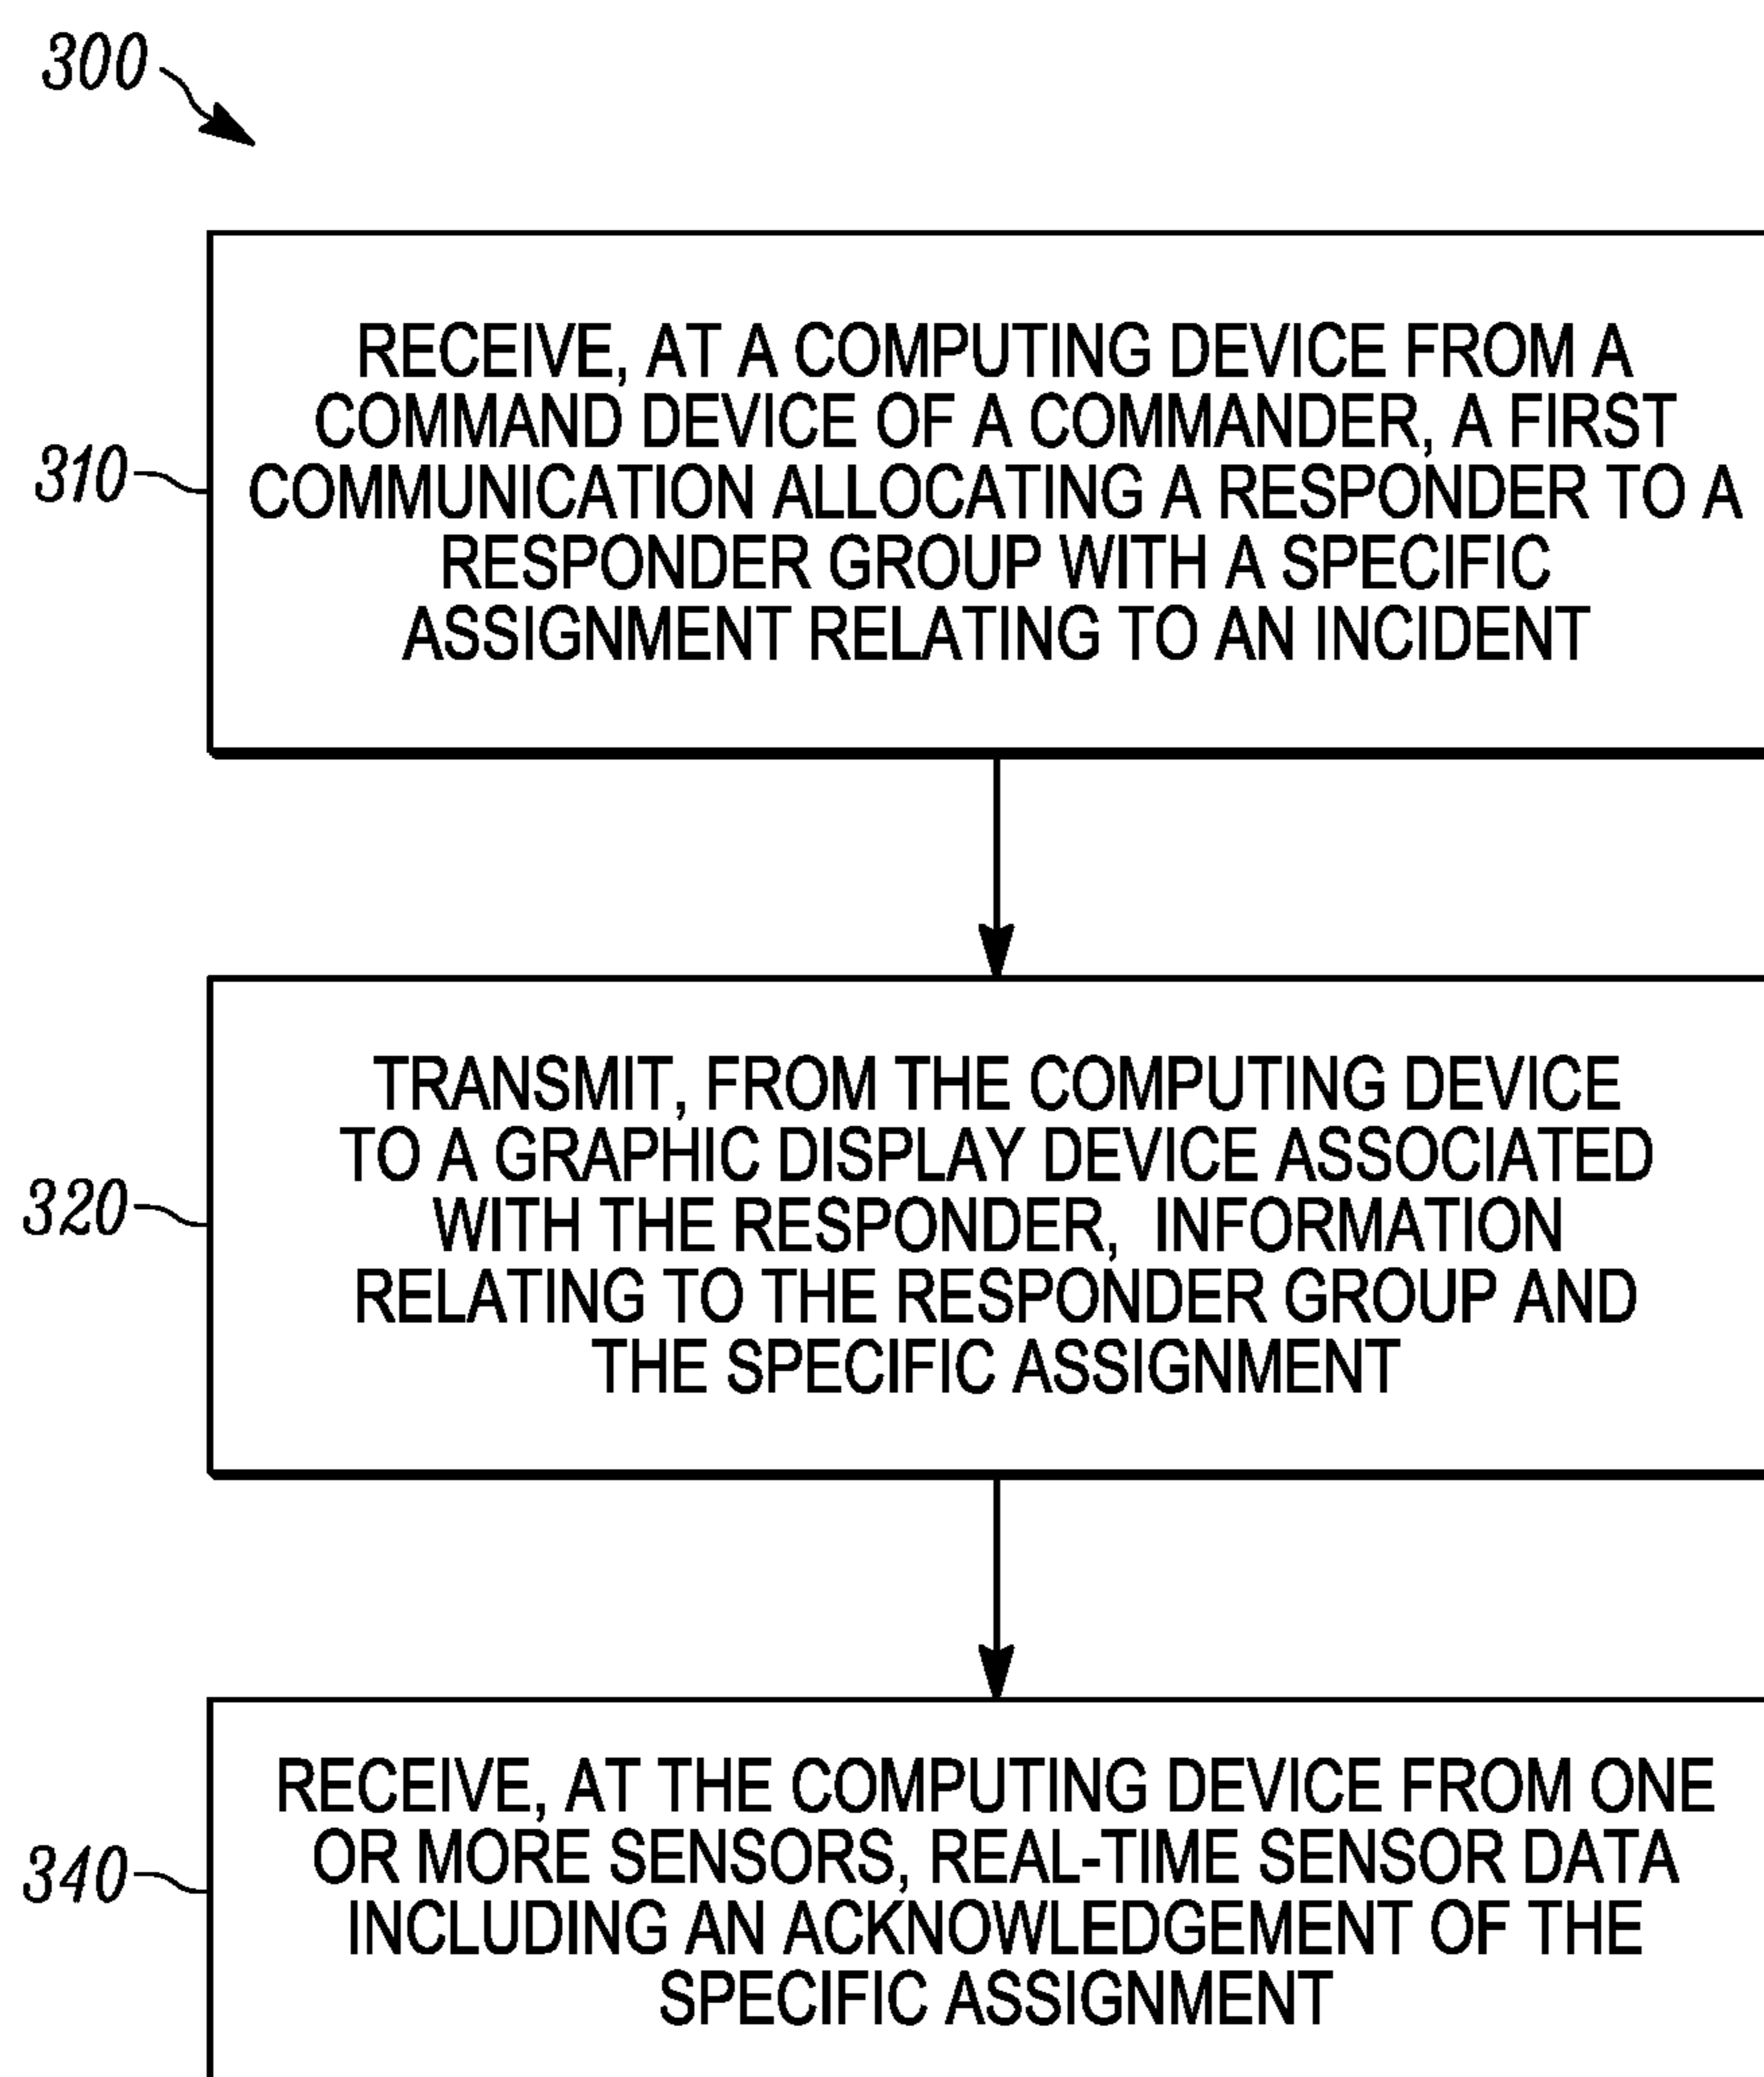 300
310
RECEIVE, AT A COMPUTING DEVICE FROM A
COMMAND DEVICE OF A COMMANDER, A FIRST
COMMUNICATION ALLOCATING A RESPONDER TO A
RESPONDER GROUP WITH A SPECIFIC
ASSIGNMENT RELATING TO AN INCIDENT
320
TRANSMIT, FROM THE COMPUTING DEVICE
TO A GRAPHIC DISPLAY DEVICE ASSOCIATED
WITH THE RESPONDER, INFORMATION
RELATING TO THE RESPONDER GROUP AND
THE SPECIFIC ASSIGNMENT
340
RECEIVE, AT THE COMPUTING DEVICE FROM ONE
OR MORE SENSORS, REAL-TIME SENSOR DATA
INCLUDING AN ACKNOWLEDGEMENT OF THE
SPECIFIC ASSIGNMENT